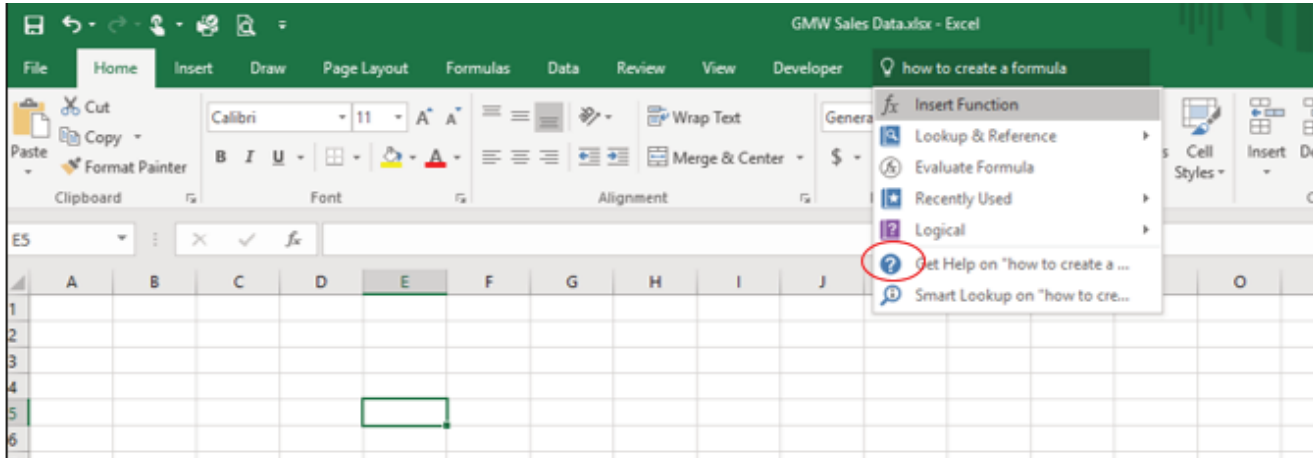 GMW Sales Data.xlsx - Excel
File Home Insert Draw Page Layout Formulas Data Review View Developer how to create a formula
Cut
Copy
Format Painter
Paste
Clipboard
Calibri 11 A A
B I U A
Font
Wrap Text
Merge & Center
Alignment
Genera
$
s Cell
Styles
Insert
fx Insert Function
Lookup & Reference
fx Evaluate Formula
Recently Used
Logical
Get Help on "how to create a ...
Smart Lookup on "how to cre...
E5 fx
A B C D E F G H I J O
1
2
3
4
5
6